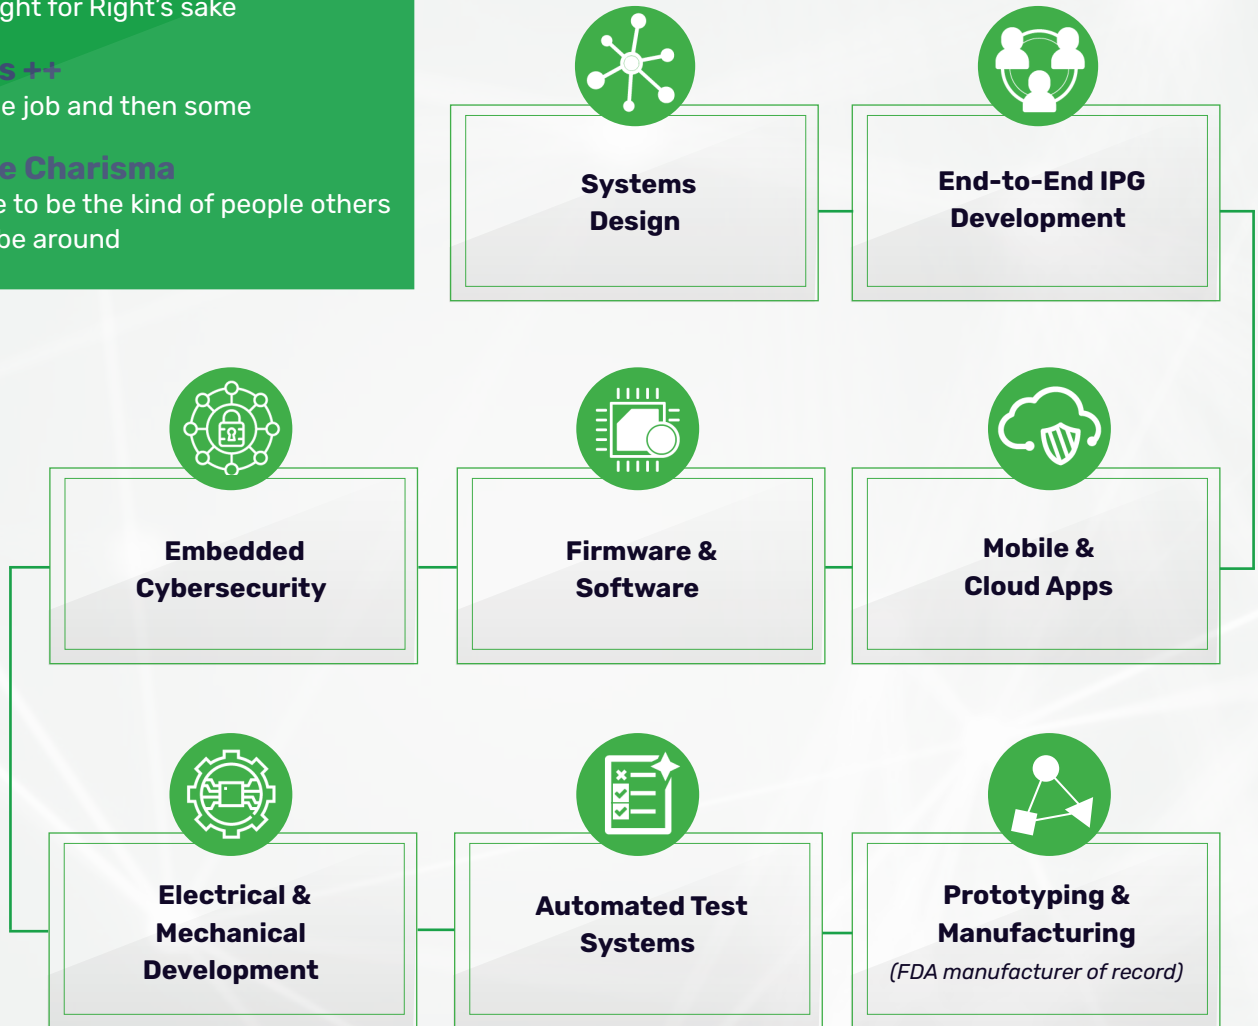 ght for Right's sake
s ++
e job and then some
e Charisma
e to be the kind of people others
be around
Systems
Design
End-to-End IPG
Development
Embedded
Cybersecurity
Firmware &
Software
Mobile &
Cloud Apps
Electrical &
Mechanical
Development
Automated Test
Systems
Prototyping &
Manufacturing
(FDA manufacturer of record)